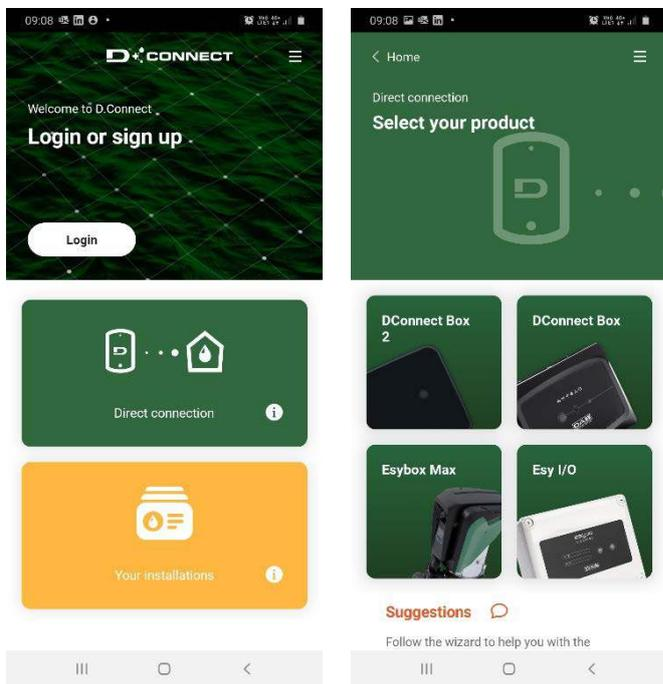 09:08
D+CONNECT
Welcome to D.Connect
Login or sign up
Login
Direct connection
Your installations
09:08
Home
Direct connection
Select your product
D
DConnect Box
2
DConnect Box
DAB
Esybox Max
Esy I/O
Suggestions
Follow the wizard to help you with the